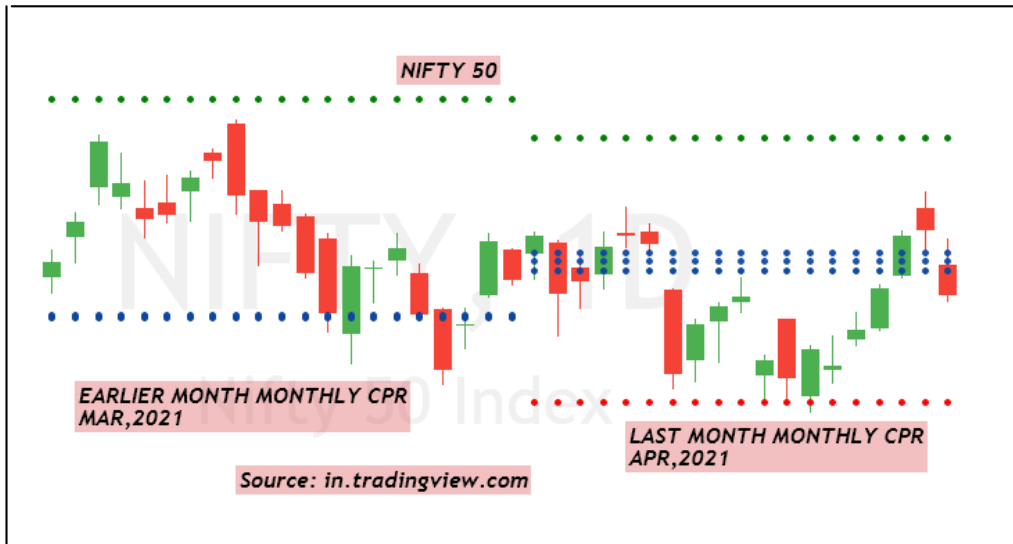 NIFTY 50
NIFTY, 1D
Nifty 50 Index
EARLIER MONTH MONTHLY CPR
MAR,2021
LAST MONTH MONTHLY CPR
APR,2021
Source: in.tradingview.com